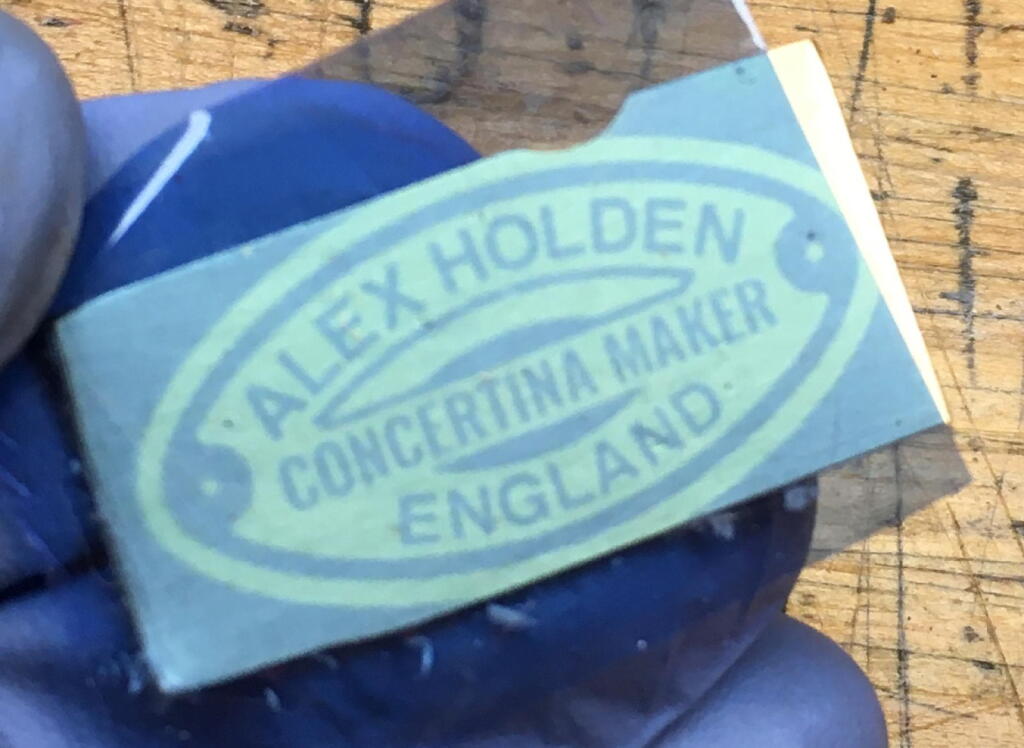 ALEX HOLDEN
CONCERTINA MAKER
ENGLAND